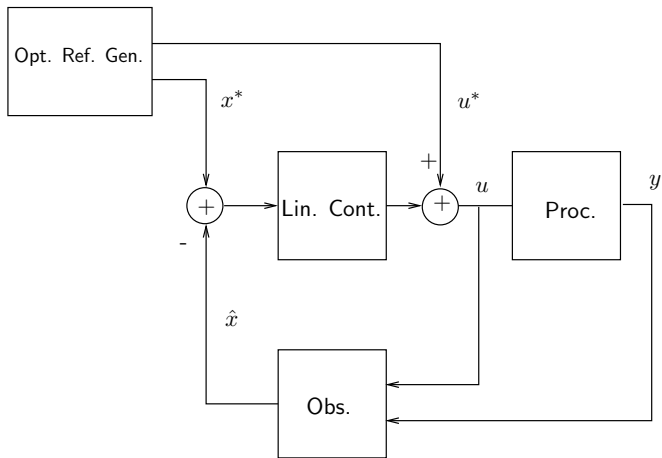 Opt. Ref. Gen.
x*
u*
+
u
y
+
Lin. Cont.
+
Proc.
-
x̂
Obs.